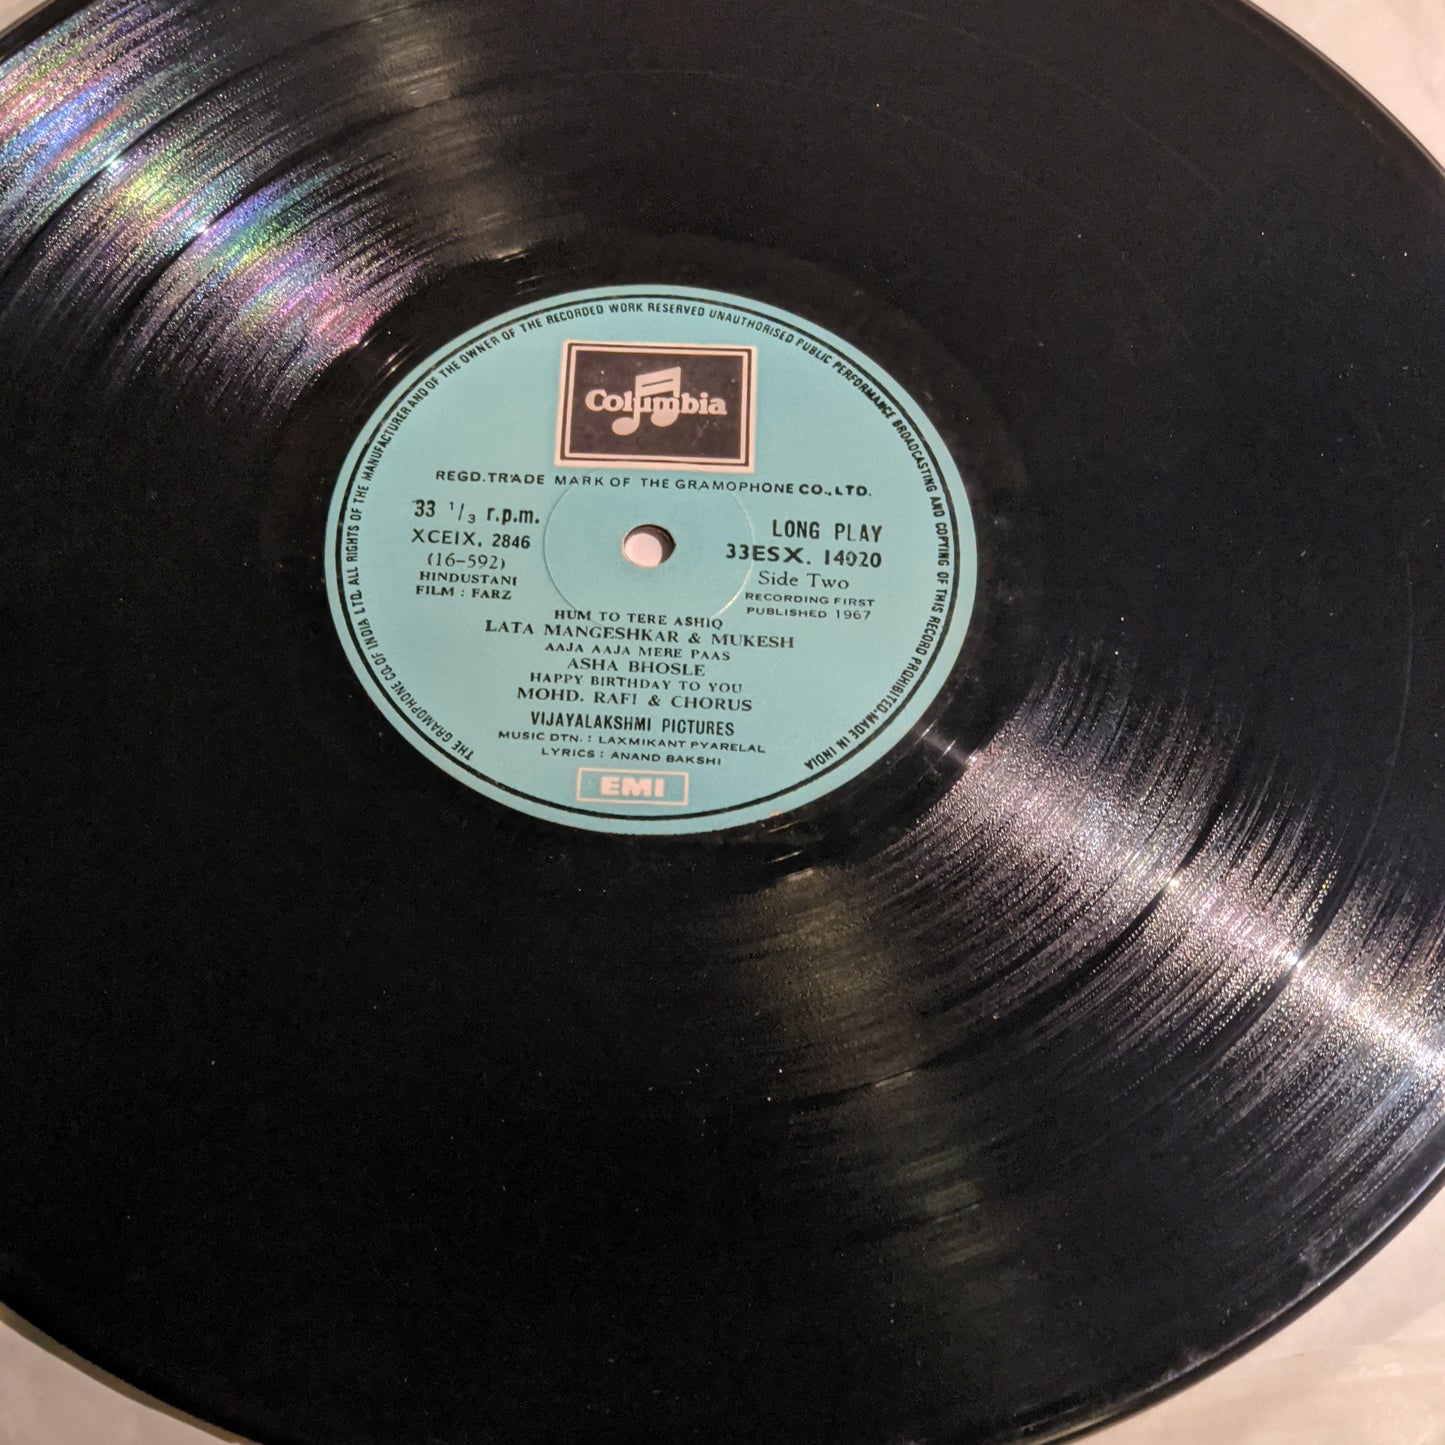 THE GRAMOPHONE CO. OF INDIA LTD. ALL RIGHTS OF THE MANUFACTURER AND OF THE OWNER OF THE RECORDED WORK RESERVED UNAUTHORISED PUBLIC PERFORMANCE BROADCASTING AND COPYING OF THIS RECORD PROHIBITED. MADE IN INDIA
Columbia
REGD. TRADE MARK OF THE GRAMOPHONE CO., LTD.
33 1/3 r.p.m.
XCEIX. 2846
(16-592)
HINDUSTANI
FILM : FARZ
LONG PLAY
33ESX. 14020
Side Two
RECORDING FIRST
PUBLISHED 1967
HUM TO TERE ASHIQ
LATA MANGESHKAR & MUKESH
AAJA AAJA MERE PAAS
ASHA BHOSLE
HAPPY BIRTHDAY TO YOU
MOHD. RAFI & CHORUS
VIJAYALAKSHMI PICTURES
MUSIC DTN. : LAXMIKANT PYARELAL
LYRICS : ANAND BAKSHI
EMI